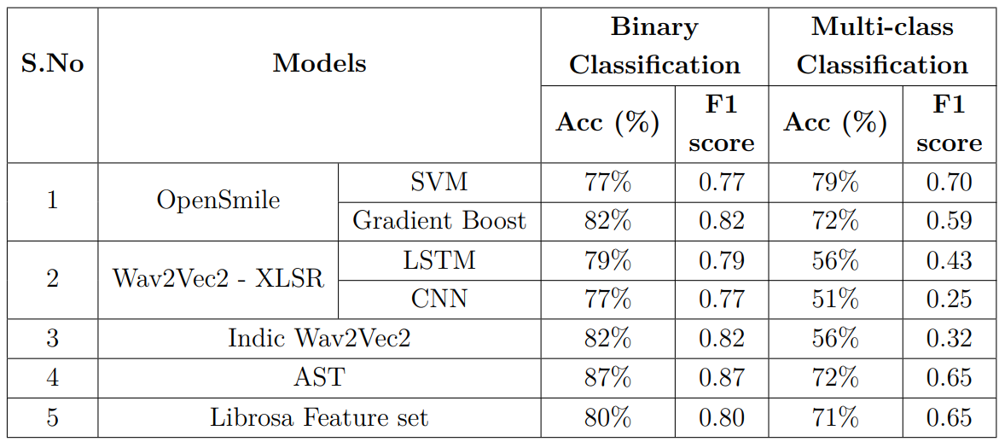 S.No Models Binary Classification Multi-class Classification
Acc (%) F1 score Acc (%) F1 score
1 OpenSmile SVM 77% 0.77 79% 0.70
Gradient Boost 82% 0.82 72% 0.59
2 Wav2Vec2 - XLSR LSTM 79% 0.79 56% 0.43
CNN 77% 0.77 51% 0.25
3 Indic Wav2Vec2 82% 0.82 56% 0.32
4 AST 87% 0.87 72% 0.65
5 Librosa Feature set 80% 0.80 71% 0.65